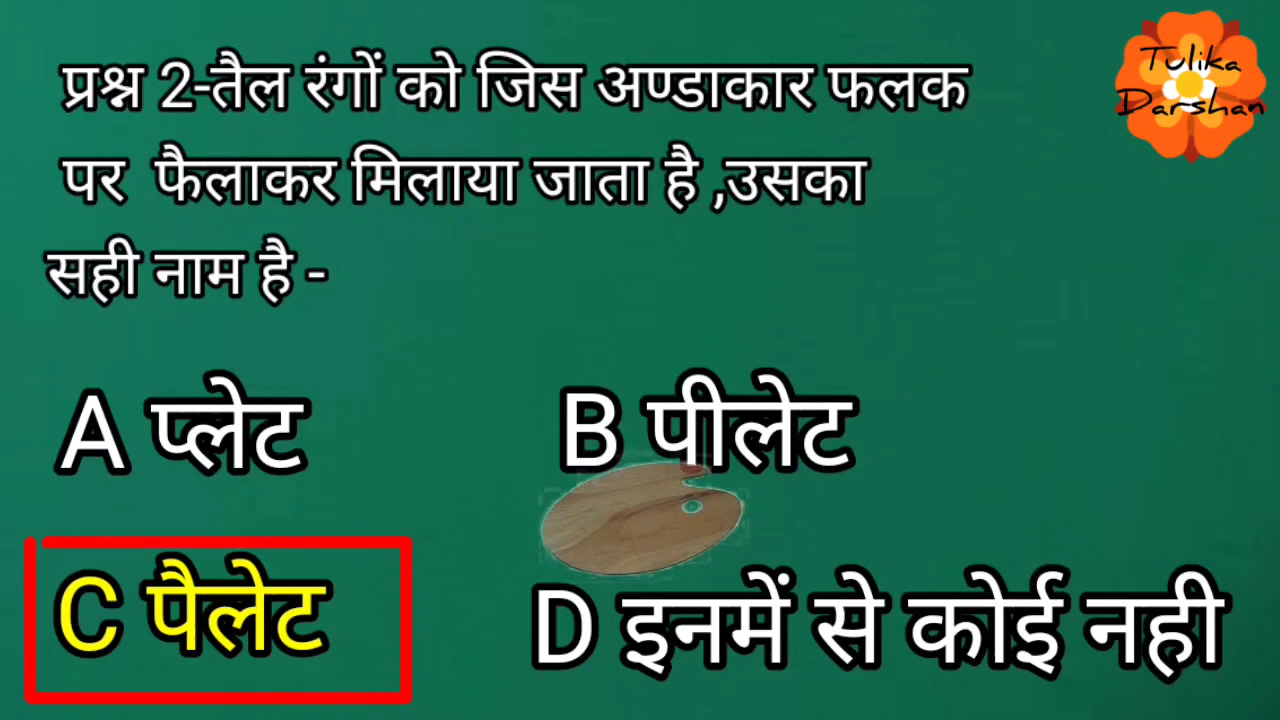 प्रश्न 2-तैल रंगों को जिस अण्डाकार फलक
पर फैलाकर मिलाया जाता है ,उसका
सही नाम है -
A प्लेट
B पीलेट
C पैलेट
D इनमें से कोई नही
Tulika
Darshan